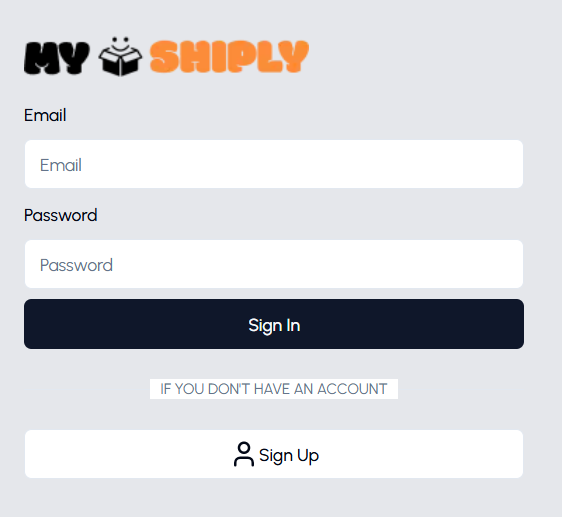 MY SHIPLY
Email
Email
Password
Password
Sign In
IF YOU DON'T HAVE AN ACCOUNT
Sign Up